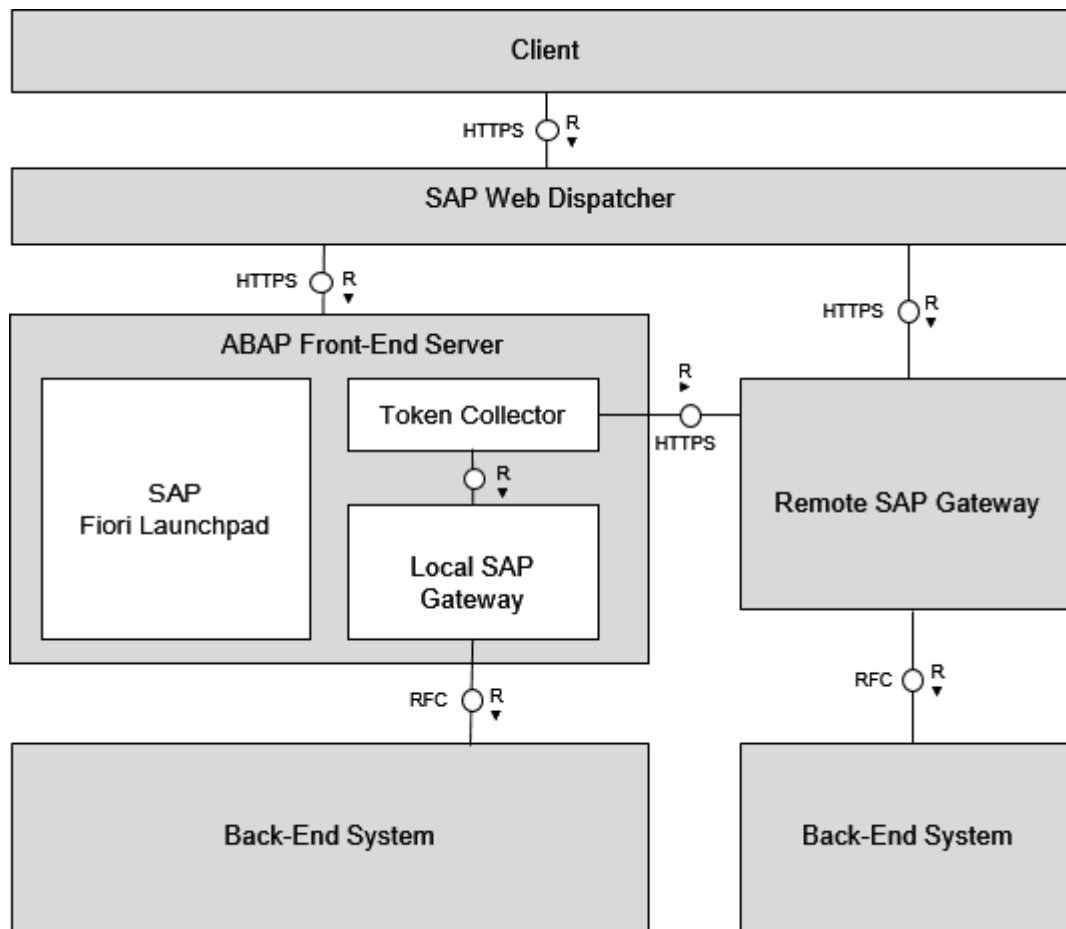 Client
HTTPS
R
SAP Web Dispatcher
HTTPS
R
HTTPS
R
ABAP Front-End Server
R
HTTPS
Token Collector
R
SAP
Fiori Launchpad
Local SAP
Gateway
Remote SAP Gateway
RFC
R
RFC
R
Back-End System
Back-End System